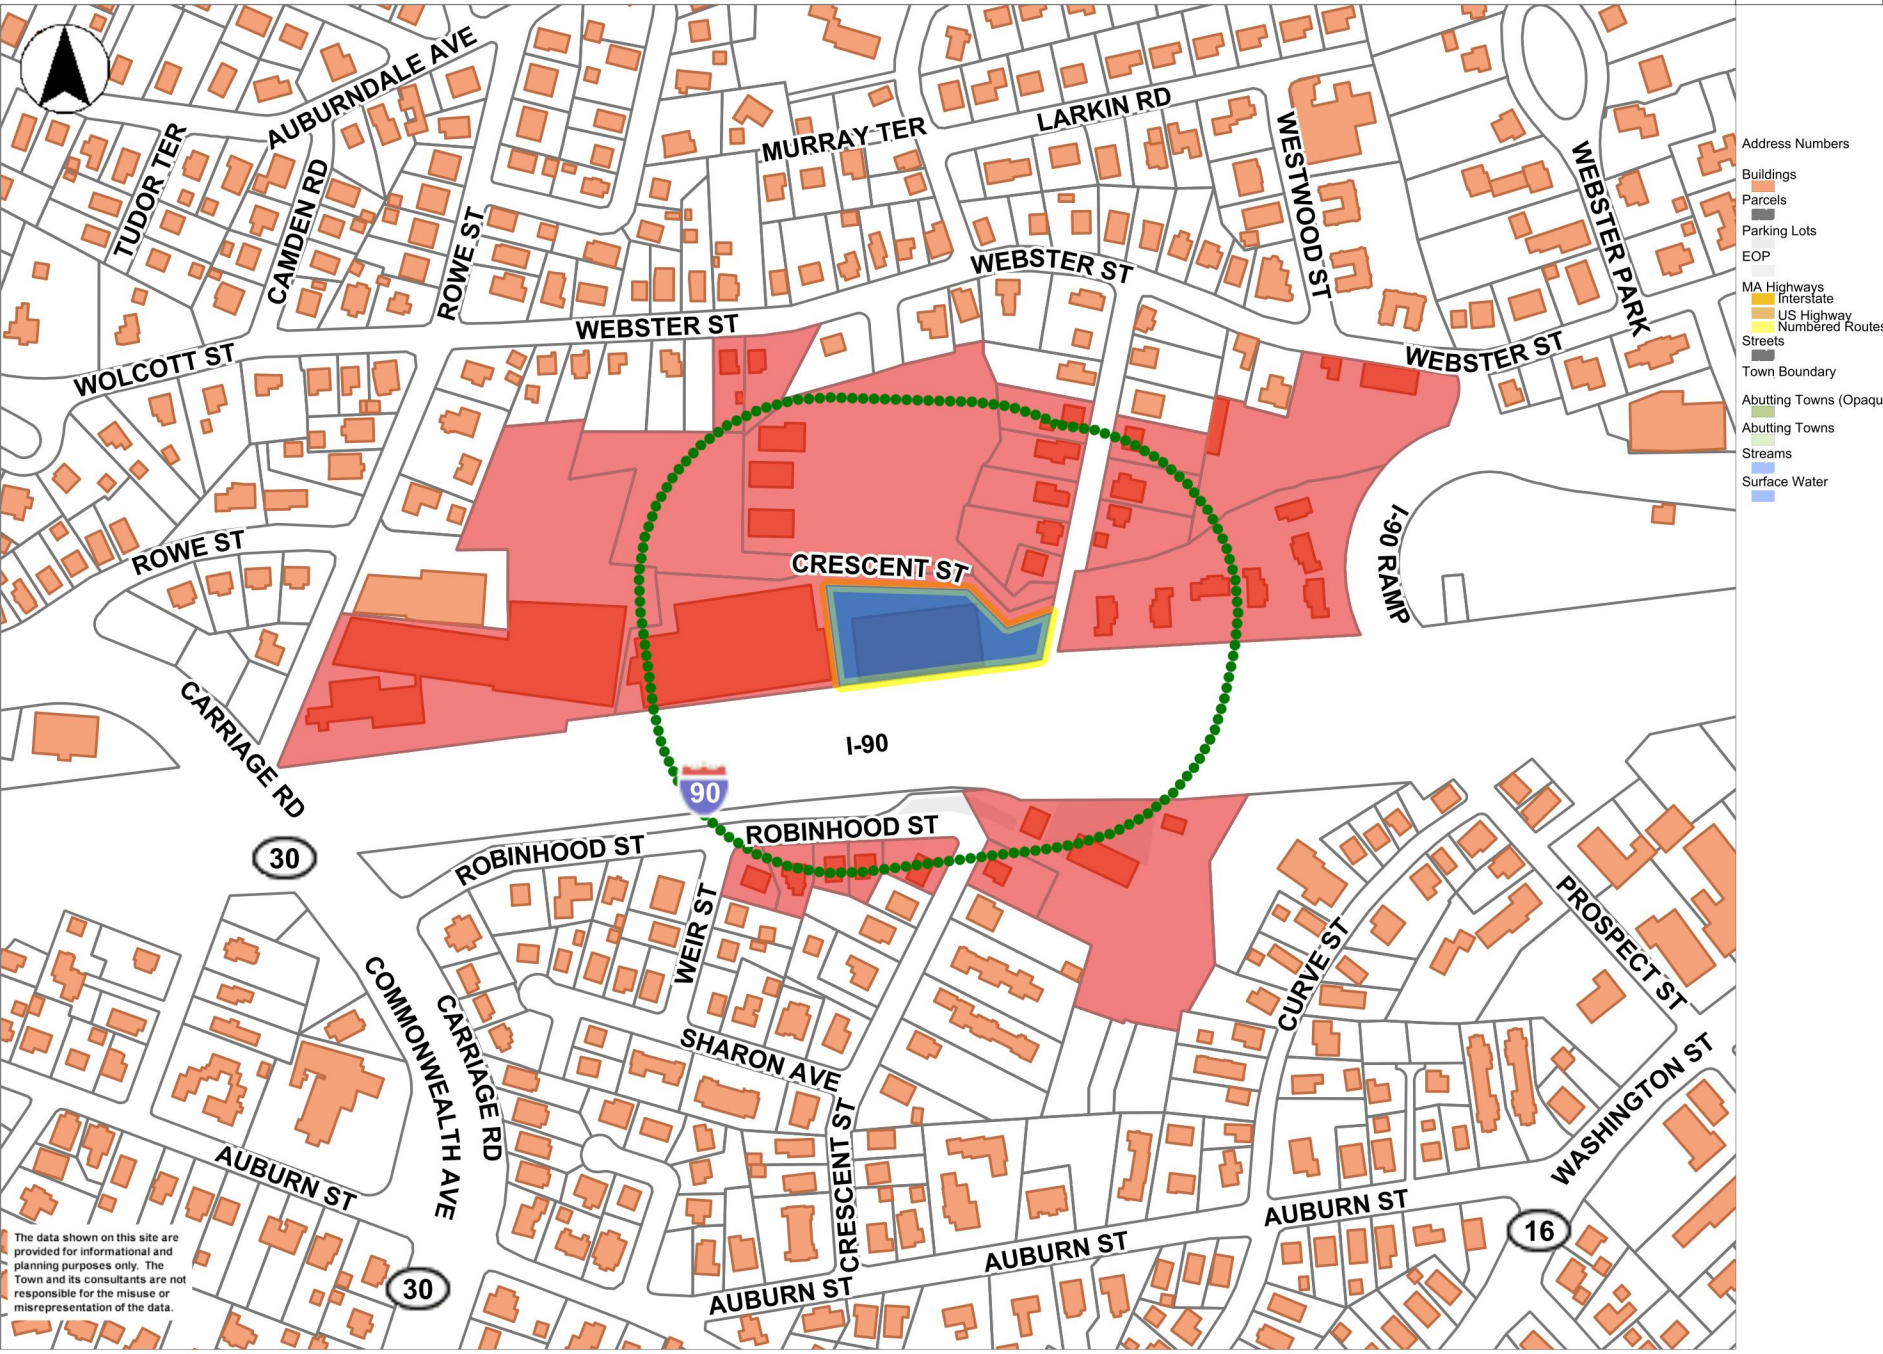 AUBURNDALE AVE
TUDOR TER
CAMDEN RD
ROWE ST
MURRAY TER
LARKIN RD
WESTWOOD ST
WEBSTER PARK
WEBSTER ST
WEBSTER ST
WEBSTER ST
WOLCOTT ST
ROWE ST
CRESCENT ST
I-90 RAMP
CARRIAGE RD
I-90
90
30
ROBINHOOD ST
ROBINHOOD ST
WEIR ST
CURVE ST
PROSPECT ST
COMMONWEALTH AVE
CARRIAGE RD
SHARON AVE
CRESCENT ST
WASHINGTON ST
AUBURN ST
AUBURN ST
AUBURN ST
AUBURN ST
16
30
The data shown on this site are
provided for informational and
planning purposes only. The
Town and its consultants are not
responsible for the misuse or
misrepresentation of the data.
Address Numbers
Buildings
Parcels
Parking Lots
EOP
MA Highways
Interstate
US Highway
Numbered Routes
Streets
Town Boundary
Abutting Towns (Opaqu
Abutting Towns
Streams
Surface Water